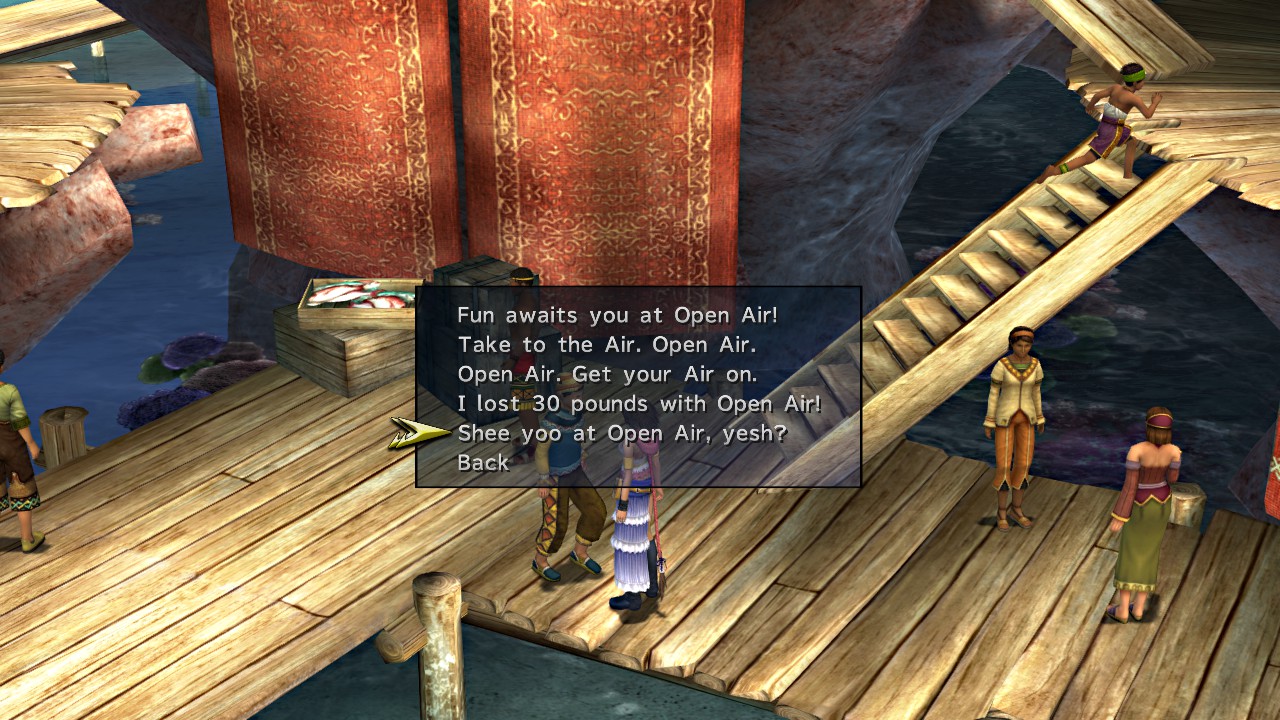 Fun awaits you at Open Air!
Take to the Air. Open Air.
Open Air. Get your Air on.
I lost 30 pounds with Open Air!
Shee yoo at Open Air, yesh?
Back